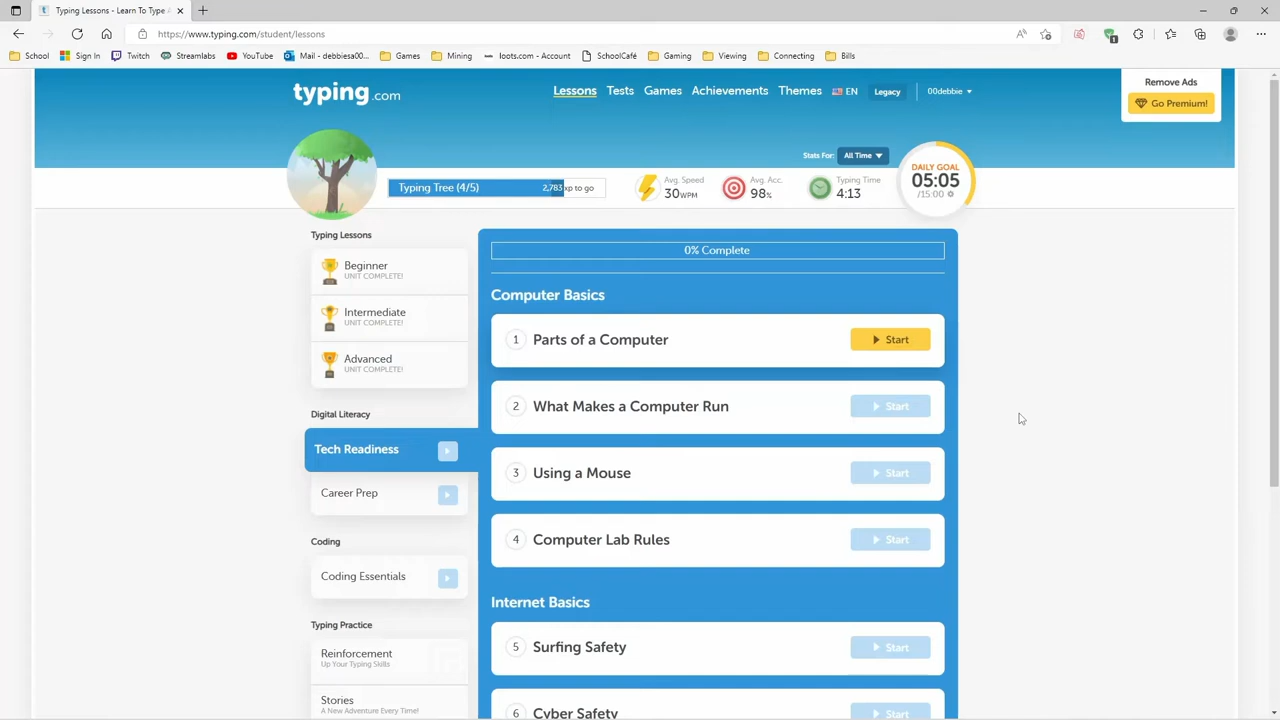 Typing Lessons - Learn To Type
https://www.typing.com/student/lessons
School
Sign In
Twitch
Streamlabs
YouTube
Mail - debbiesa00...
Games
Mining
loots.com - Account
SchoolCafé
Gaming
Viewing
Connecting
Bills
typing.com
Lessons
Tests
Games
Achievements
Themes
EN
Legacy
00debbie
Remove Ads
Go Premium!
Stats For:
All Time
Typing Tree (4/5)
2,783xp to go
Avg. Speed
30WPM
Avg. Acc.
98%
Typing Time
4:13
DAILY GOAL
05:05
/15:00
Typing Lessons
Beginner
UNIT COMPLETE!
Intermediate
UNIT COMPLETE!
Advanced
UNIT COMPLETE!
Digital Literacy
Tech Readiness
Career Prep
Coding
Coding Essentials
Typing Practice
Reinforcement
Up Your Typing Skills
Stories
A New Adventure Every Time!
0% Complete
Computer Basics
1 Parts of a Computer Start
2 What Makes a Computer Run Start
3 Using a Mouse Start
4 Computer Lab Rules Start
Internet Basics
5 Surfing Safety Start
6 Cyber Safety Start